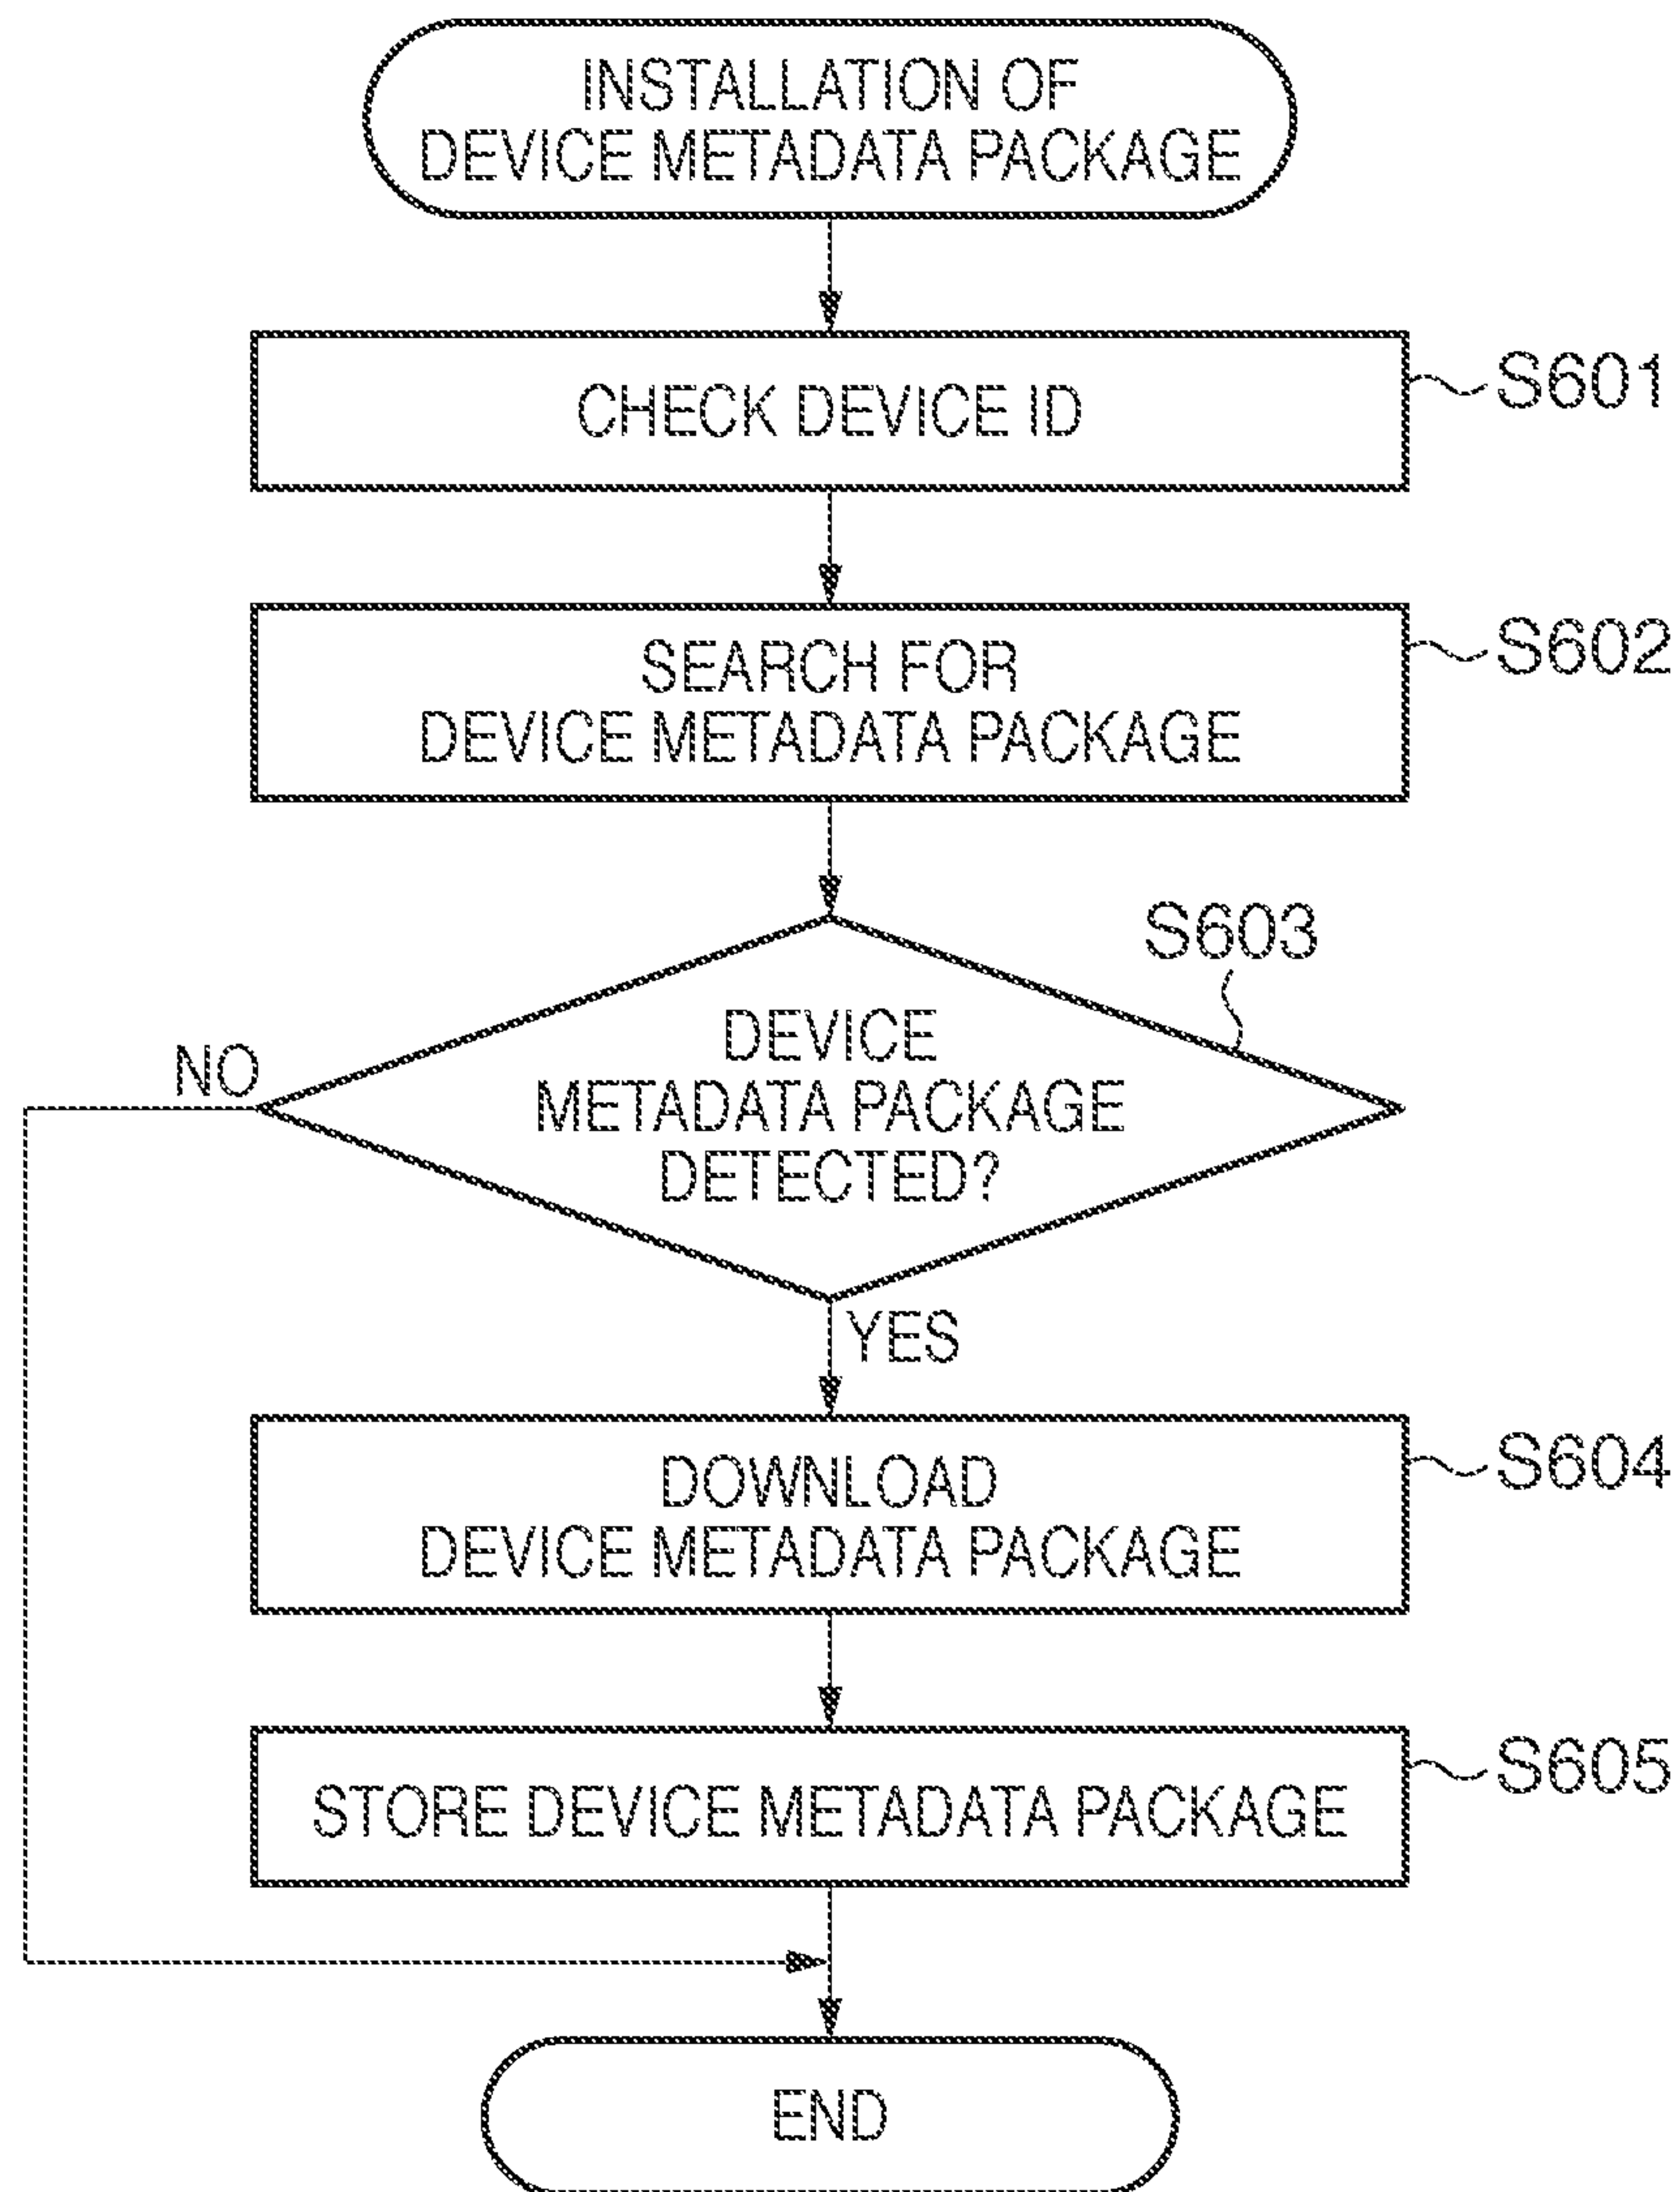 INSTALLATION OF
DEVICE METADATA PACKAGE
CHECK DEVICE ID
S601
SEARCH FOR
DEVICE METADATA PACKAGE
S602
S603
DEVICE
METADATA PACKAGE
DETECTED?
NO
YES
DOWNLOAD
DEVICE METADATA PACKAGE
S604
STORE DEVICE METADATA PACKAGE
S605
END